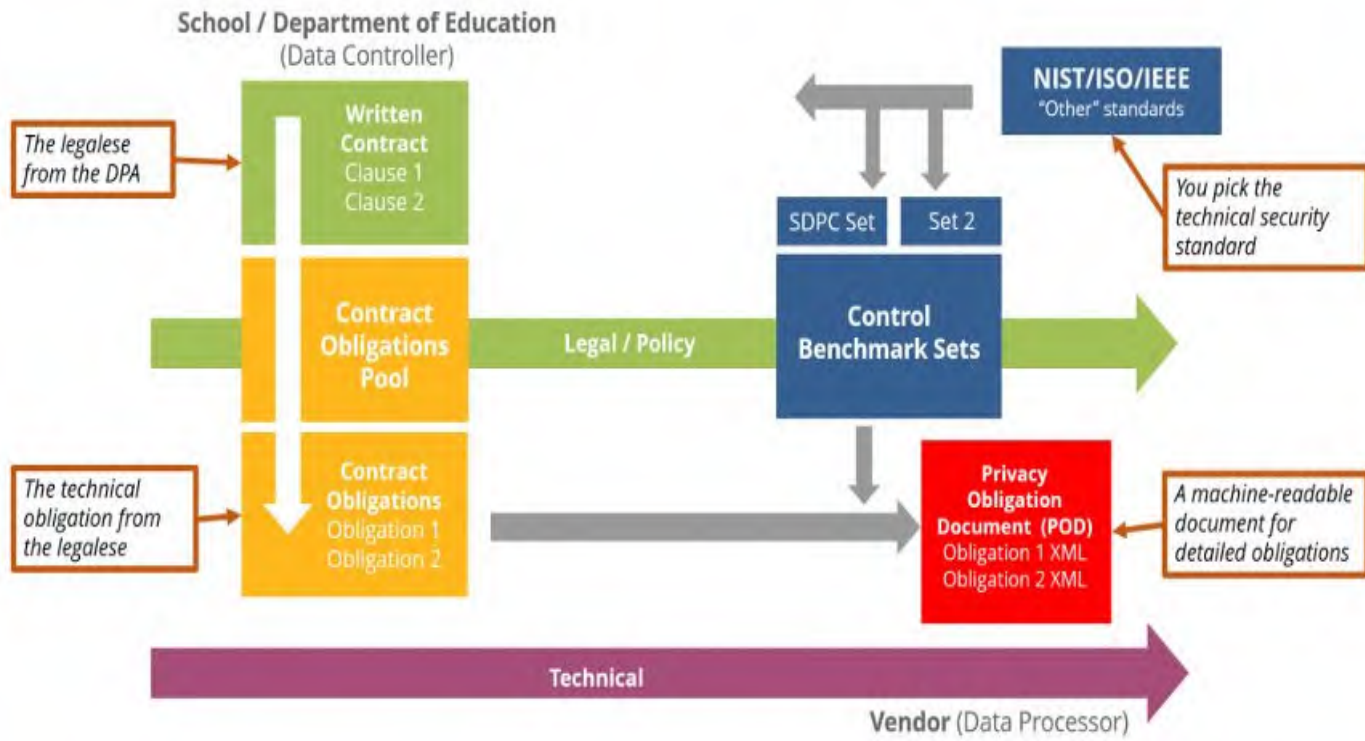 School / Department of Education
(Data Controller)
The legalese
from the DPA
Written
Contract
Clause 1
Clause 2
NIST/ISO/IEEE
"Other" standards
You pick the
technical security
standard
SDPC Set
Set 2
Contract
Obligations
Pool
Legal / Policy
Control
Benchmark Sets
The technical
obligation from
the legalese
Contract
Obligations
Obligation 1
Obligation 2
Privacy
Obligation
Document (POD)
Obligation 1 XML
Obligation 2 XML
A machine-readable
document for
detailed obligations
Technical
Vendor (Data Processor)